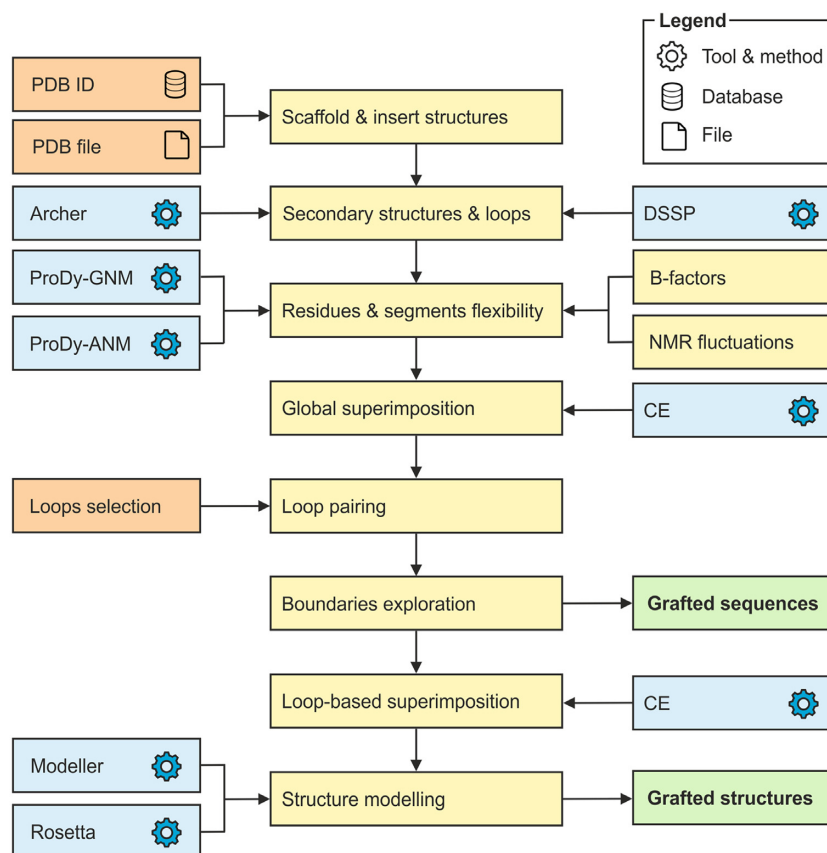 Legend
Tool & method
Database
File
PDB ID
PDB file
Scaffold & insert structures
Archer
Secondary structures & loops
DSSP
ProDy-GNM
ProDy-ANM
Residues & segments flexibility
B-factors
NMR fluctuations
Global superimposition
CE
Loops selection
Loop pairing
Boundaries exploration
Grafted sequences
Loop-based superimposition
CE
Modeller
Rosetta
Structure modelling
Grafted structures